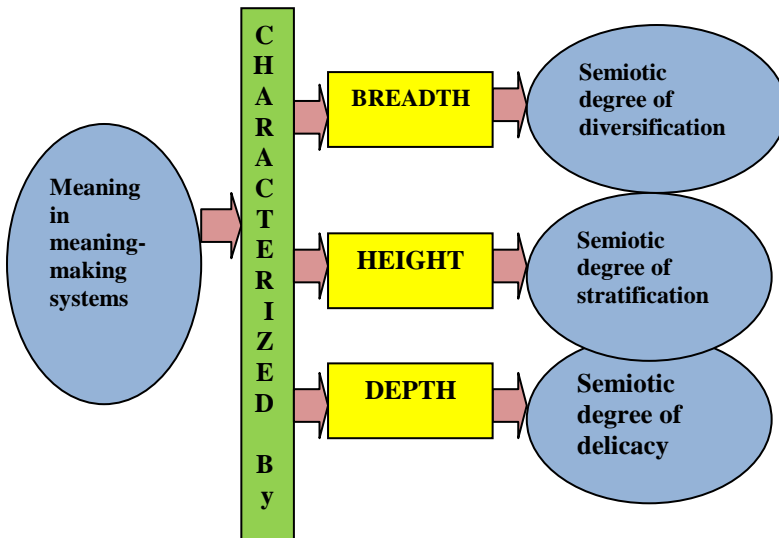 Meaning
in
meaning-
making
systems
C
H
A
R
A
C
T
E
R
I
Z
E
D
B
y
BREADTH
Semiotic
degree of
diversification
HEIGHT
Semiotic
degree of
stratification
DEPTH
Semiotic
degree of
delicacy